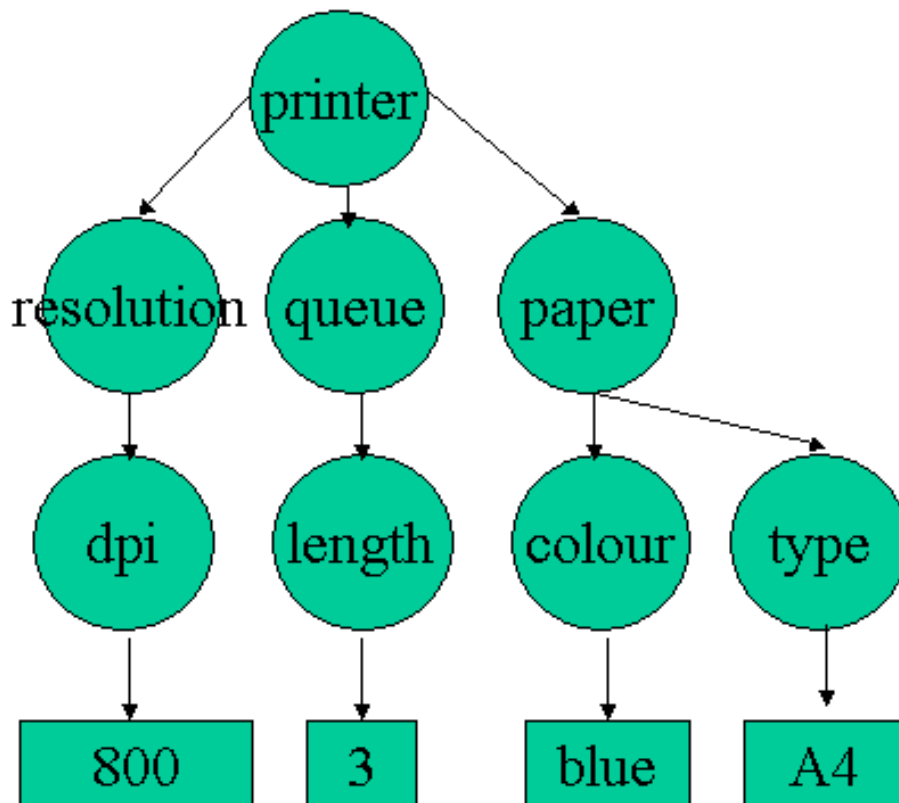 printer
resolution queue paper
dpi length colour type
800 3 blue A4